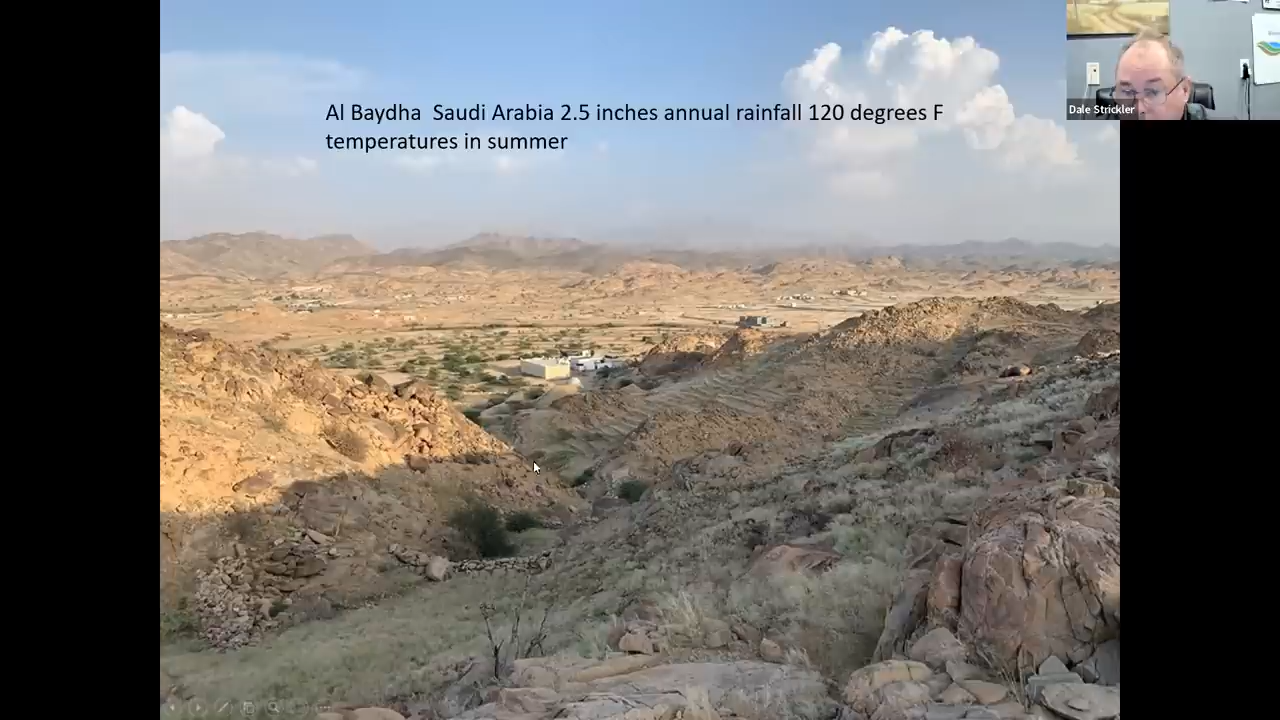 Al Baydha  Saudi Arabia 2.5 inches annual rainfall 120 degrees F
temperatures in summer
Dale Strickler